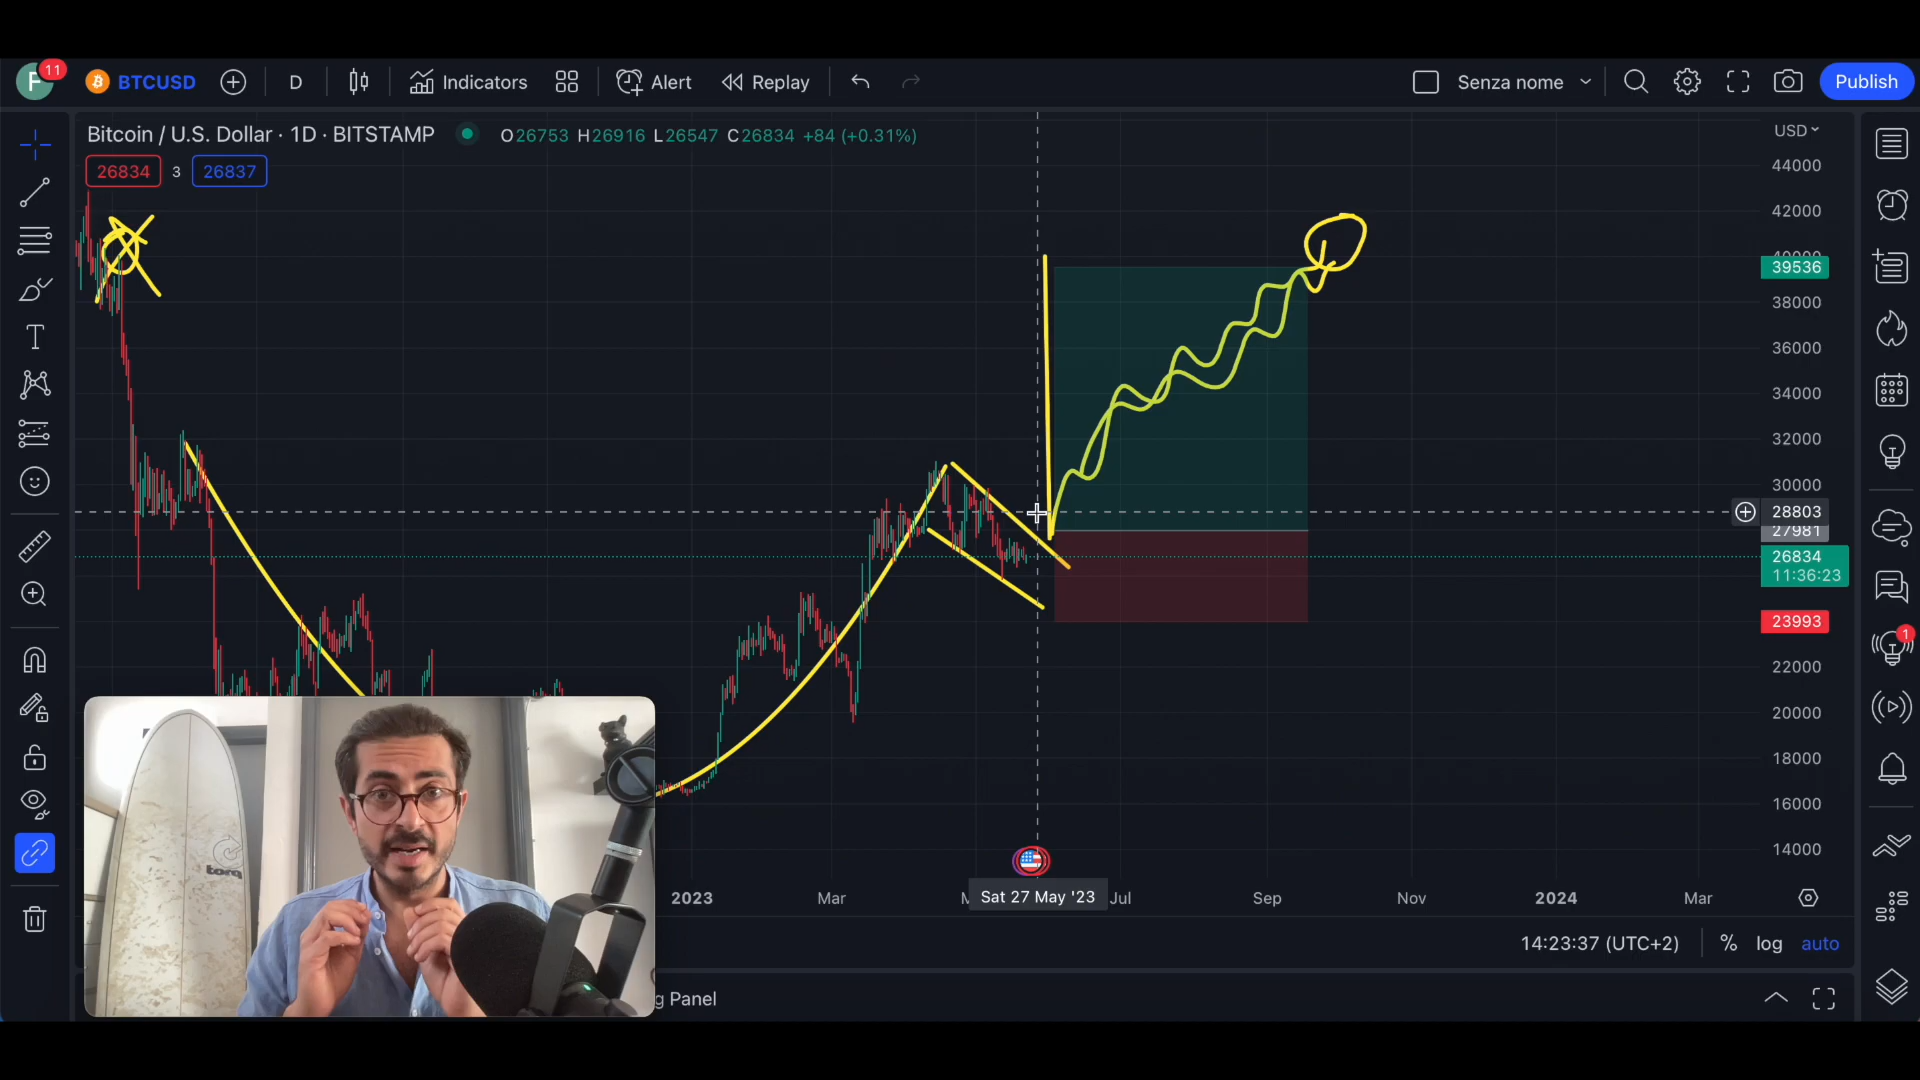 F 11 BTCUSD D Indicators Alert Replay Senza nome Publish
Bitcoin / U.S. Dollar · 1D · BITSTAMP O26753 H26916 L26547 C26834 +84 (+0.31%)
USD
26834 3 26837
44000
42000
39536
38000
36000
34000
32000
30000
28803
27981
26834
11:36:23
23993
22000
20000
18000
16000
14000
1
torq
2023 Mar Sat 27 May '23 Jul Sep Nov 2024 Mar
14:23:37 (UTC+2) % log auto
g Panel